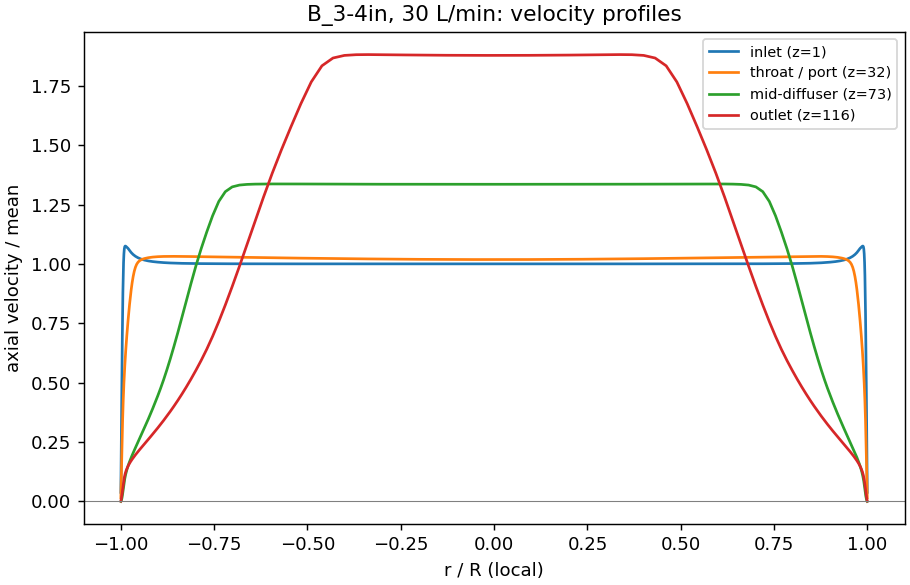 B_3-4in, 30 L/min: velocity profiles
inlet (z=1)
throat / port (z=32)
mid-diffuser (z=73)
outlet (z=116)
axial velocity / mean
1.75
1.50
1.25
1.00
0.75
0.50
0.25
0.00
−1.00 −0.75 −0.50 −0.25 0.00 0.25 0.50 0.75 1.00
r / R (local)